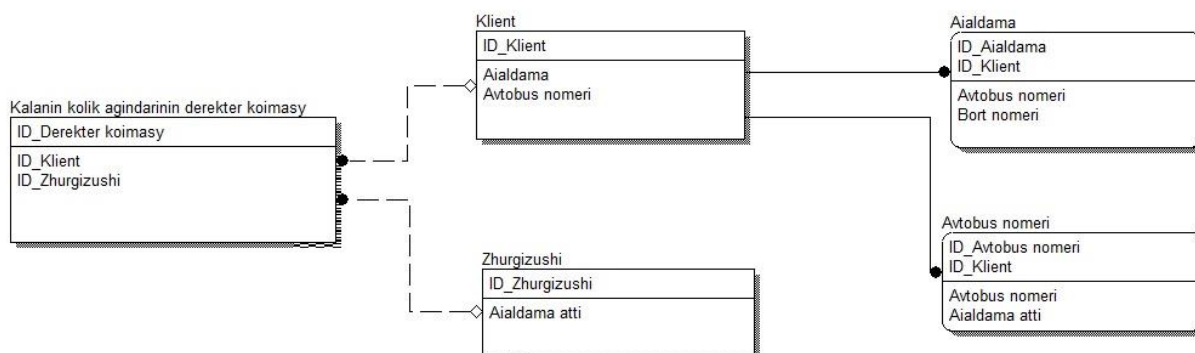 Kalanin kolik agindarinin derekter koimasy
ID_Derekter koimasy
ID_Klient
ID_Zhurgizushi
Klient
ID_Klient
Aialdama
Avtobus nomeri
Zhurgizushi
ID_Zhurgizushi
Aialdama atti
Aialdama
ID_Aialdama
ID_Klient
Avtobus nomeri
Bort nomeri
Avtobus nomeri
ID_Avtobus nomeri
ID_Klient
Avtobus nomeri
Aialdama atti